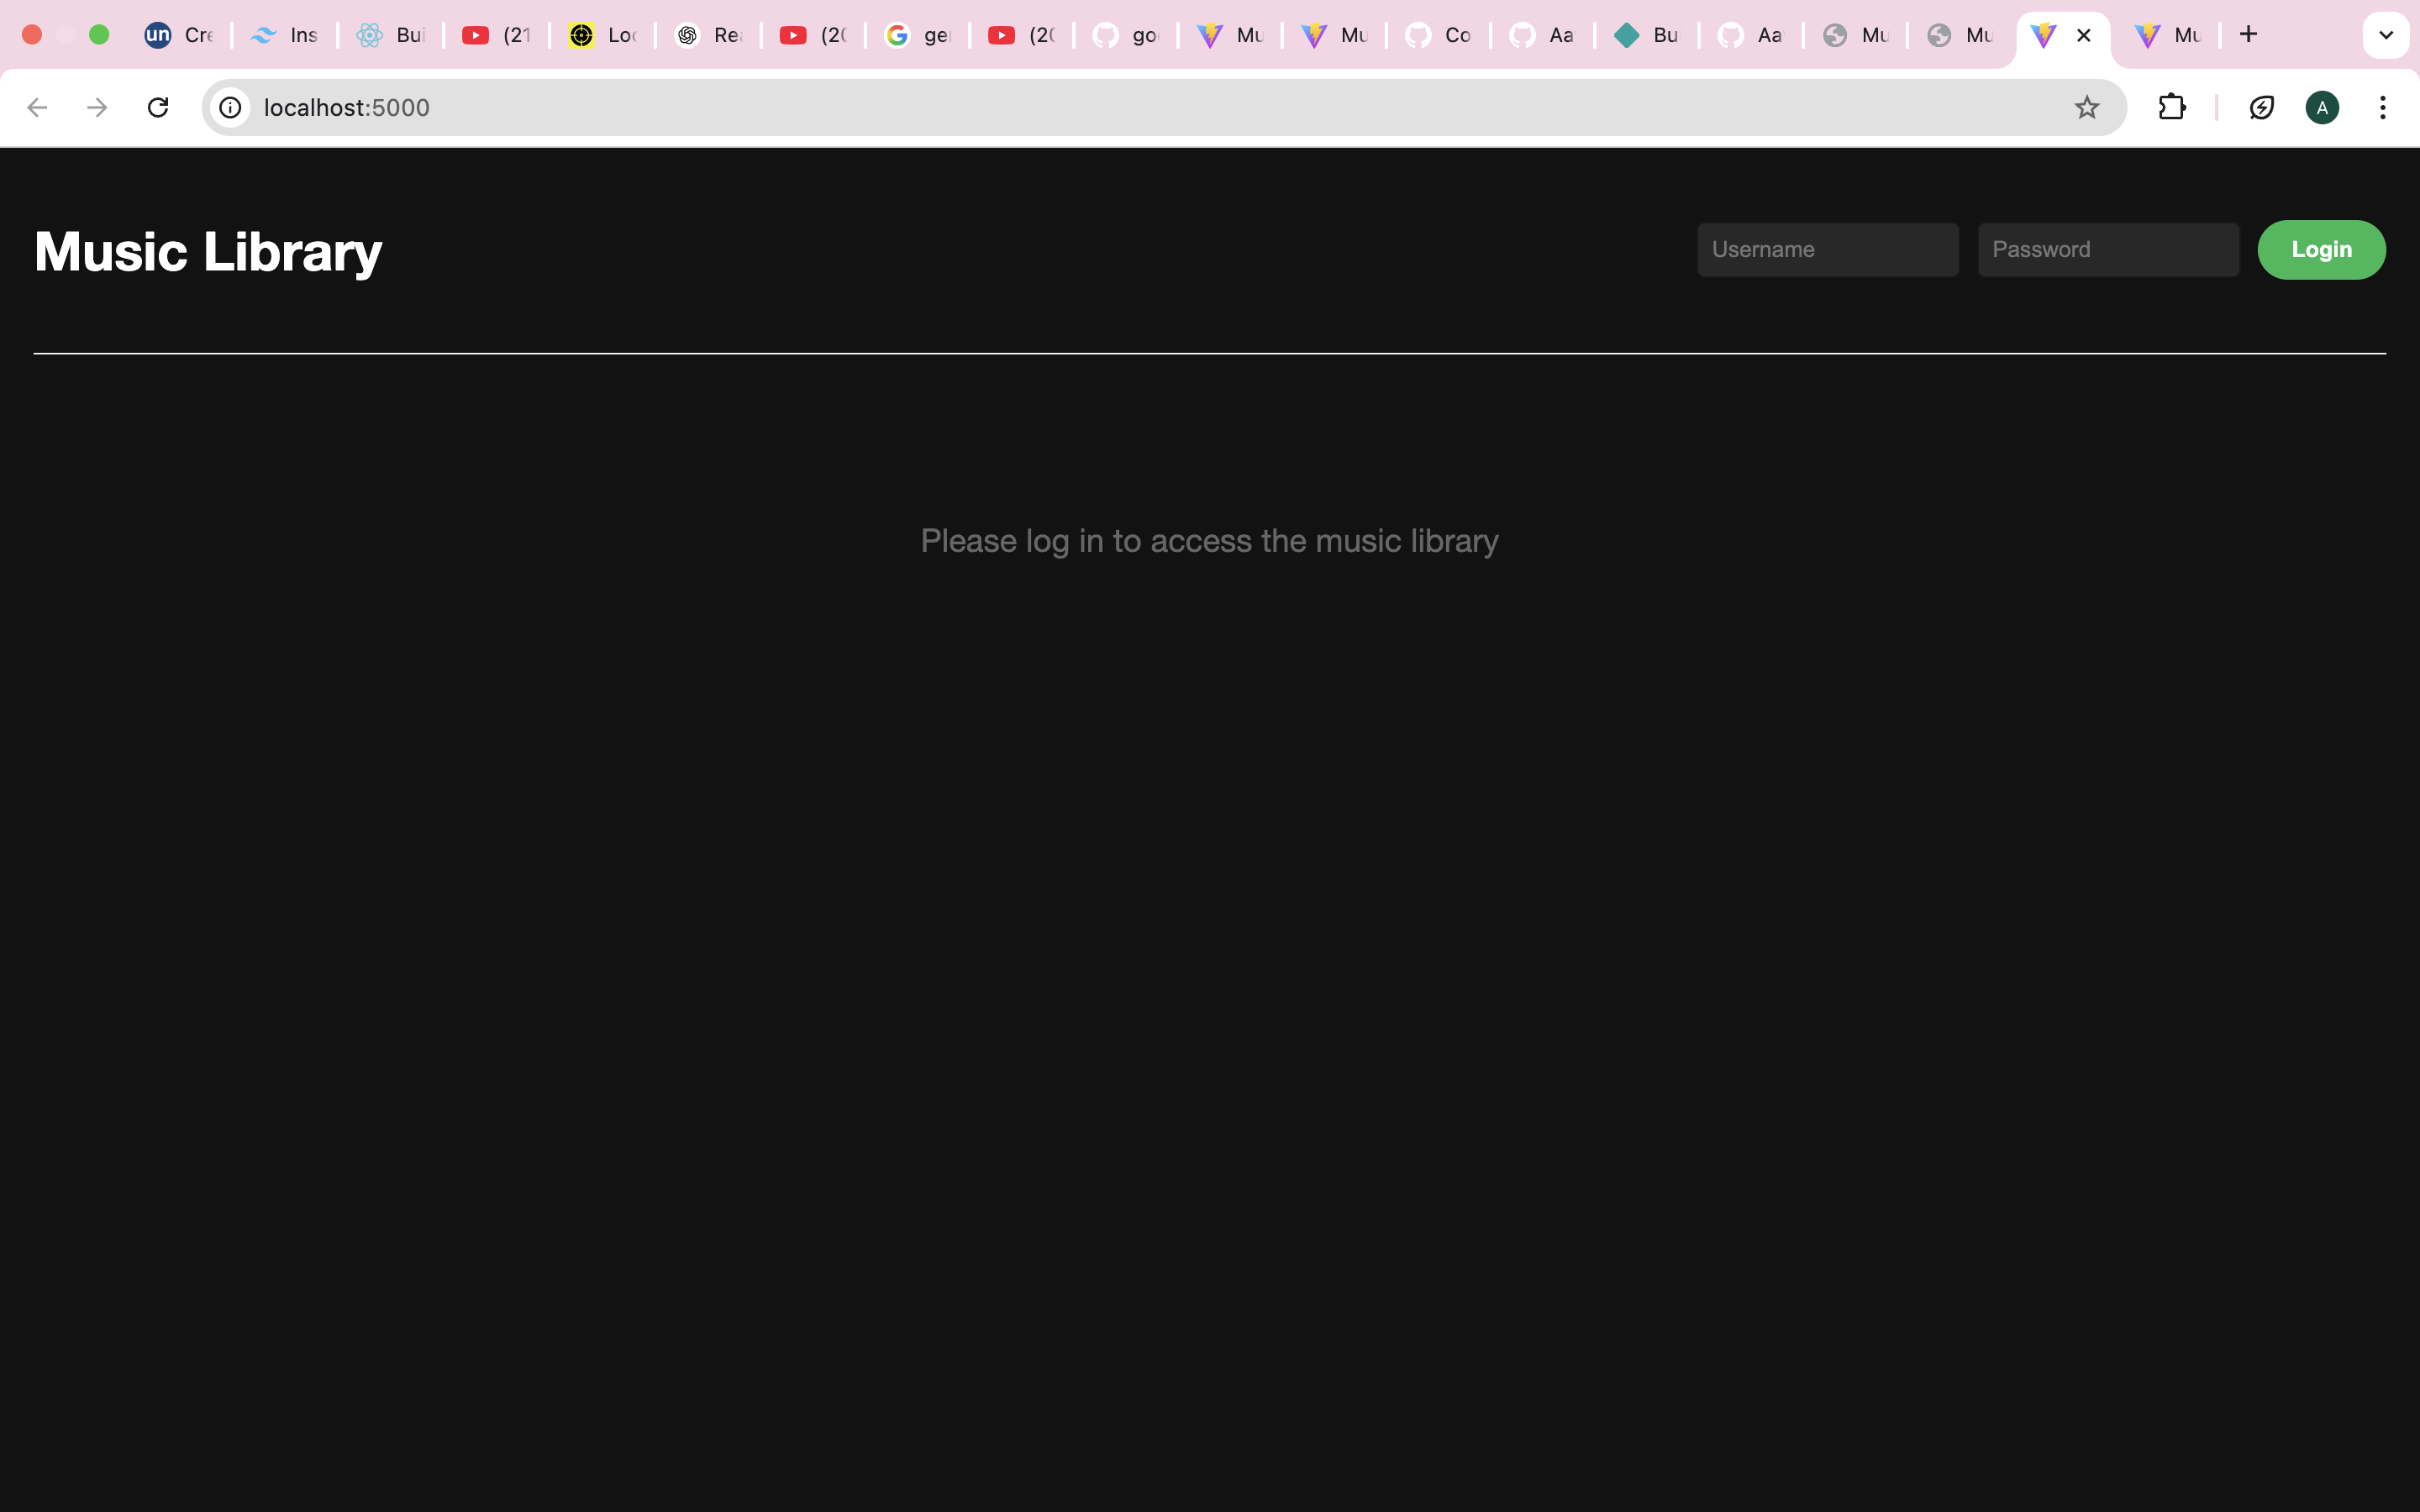 un Cre Ins Bui (21 Loc Rea (20 ge (20 go Mu Mu Co Aa Bu Aa Mu Mu Mu
localhost:5000
A
Music Library
Username
Password
Login
Please log in to access the music library